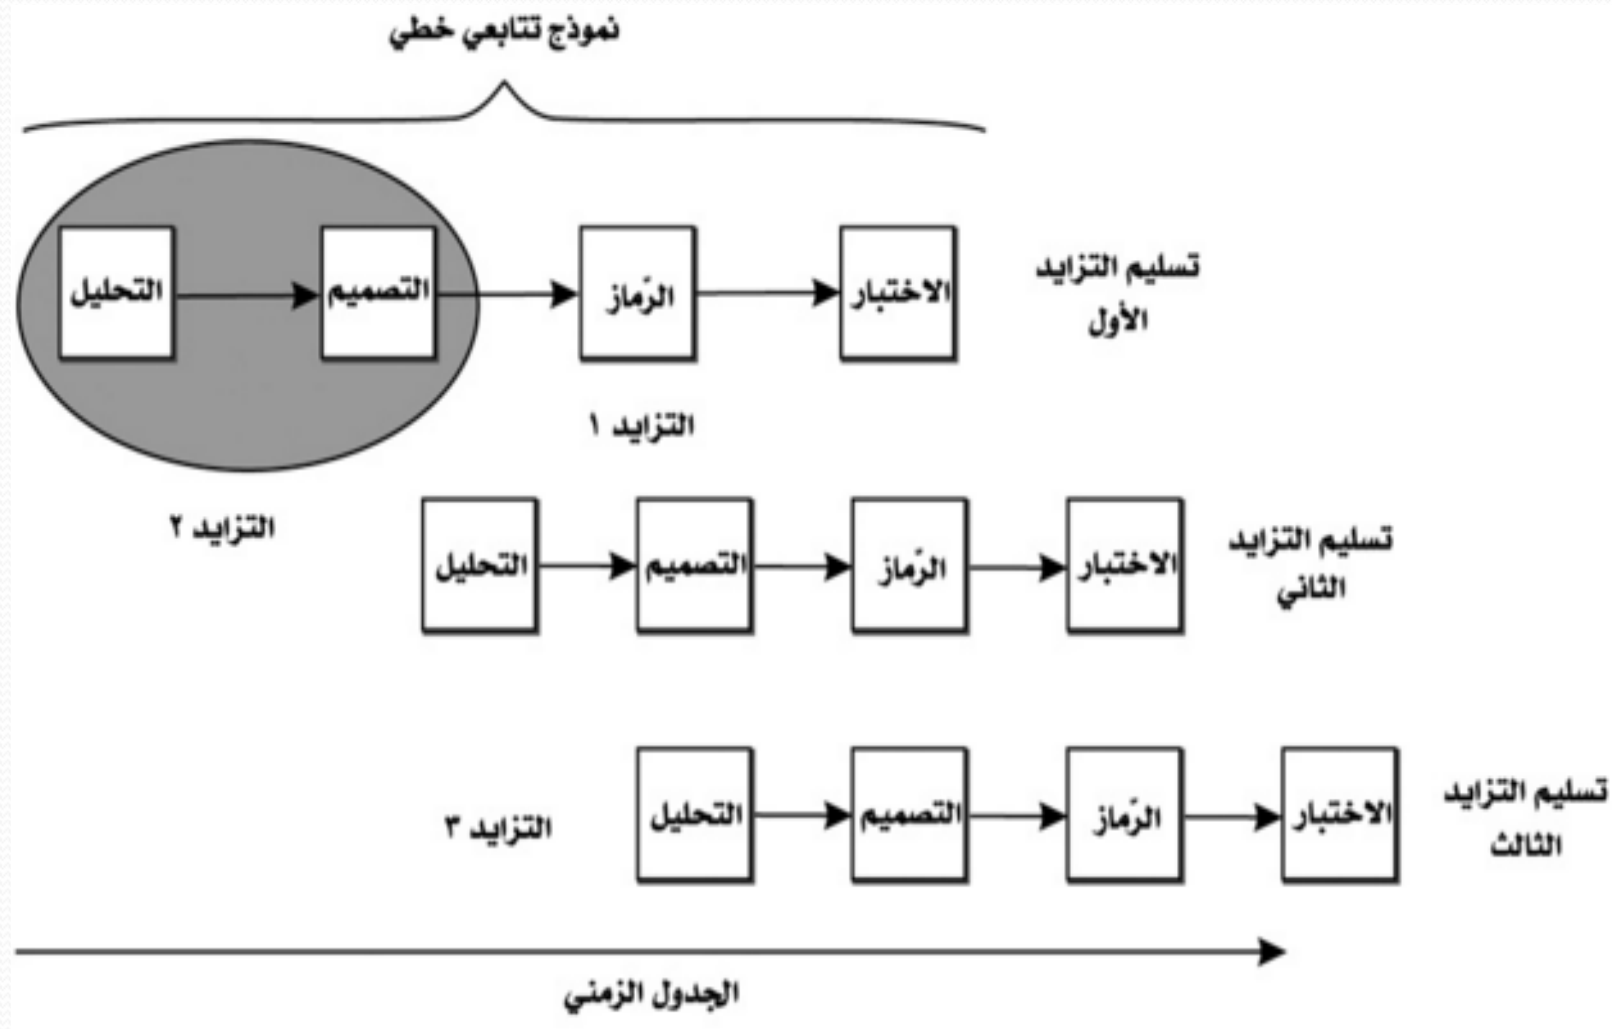 نموذج تتابعي خطي
التحليل
التصميم
الرّماز
الاختبار
تسليم التزايد
الأول
التزايد ١
التزايد ٢
التحليل
التصميم
الرّماز
الاختبار
تسليم التزايد
الثاني
التزايد ٣
التحليل
التصميم
الرّماز
الاختبار
تسليم التزايد
الثالث
الجدول الزمني